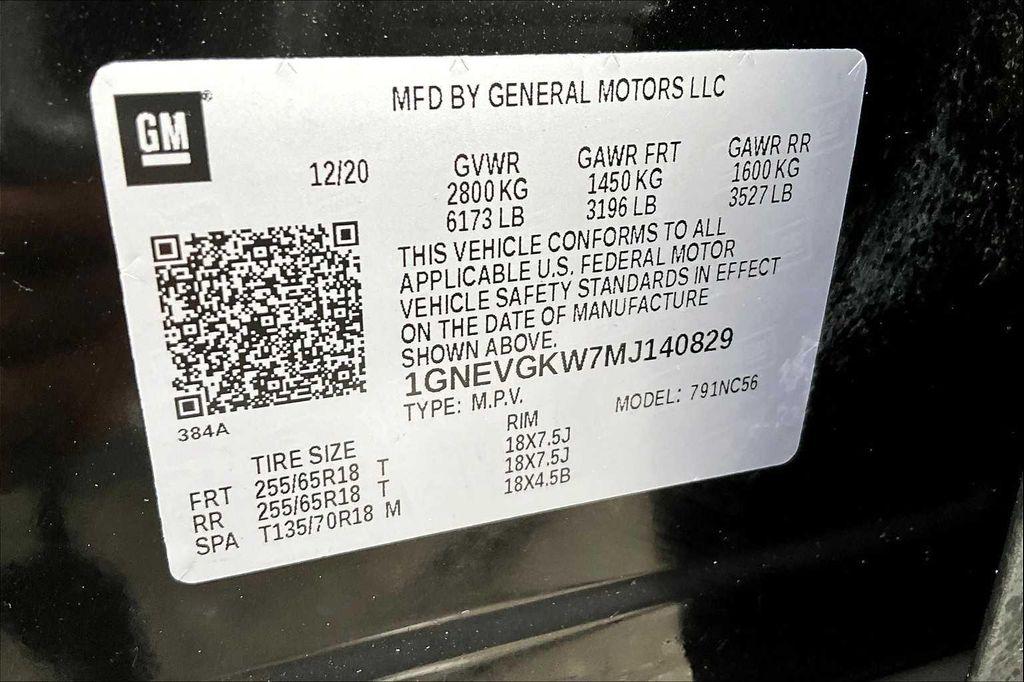 GM
MFD BY GENERAL MOTORS LLC
12/20
GVWR GAWR FRT GAWR RR
2800 KG 1450 KG 1600 KG
6173 LB 3196 LB 3527 LB
THIS VEHICLE CONFORMS TO ALL
APPLICABLE U.S. FEDERAL MOTOR
VEHICLE SAFETY STANDARDS IN EFFECT
ON THE DATE OF MANUFACTURE
SHOWN ABOVE.
1GNEVGKW7MJ140829
TYPE: M.P.V. MODEL: 791NC56
384A
TIRE SIZE RIM
FRT 255/65R18 T 18X7.5J
RR 255/65R18 T 18X7.5J
SPA T135/70R18 M 18X4.5B